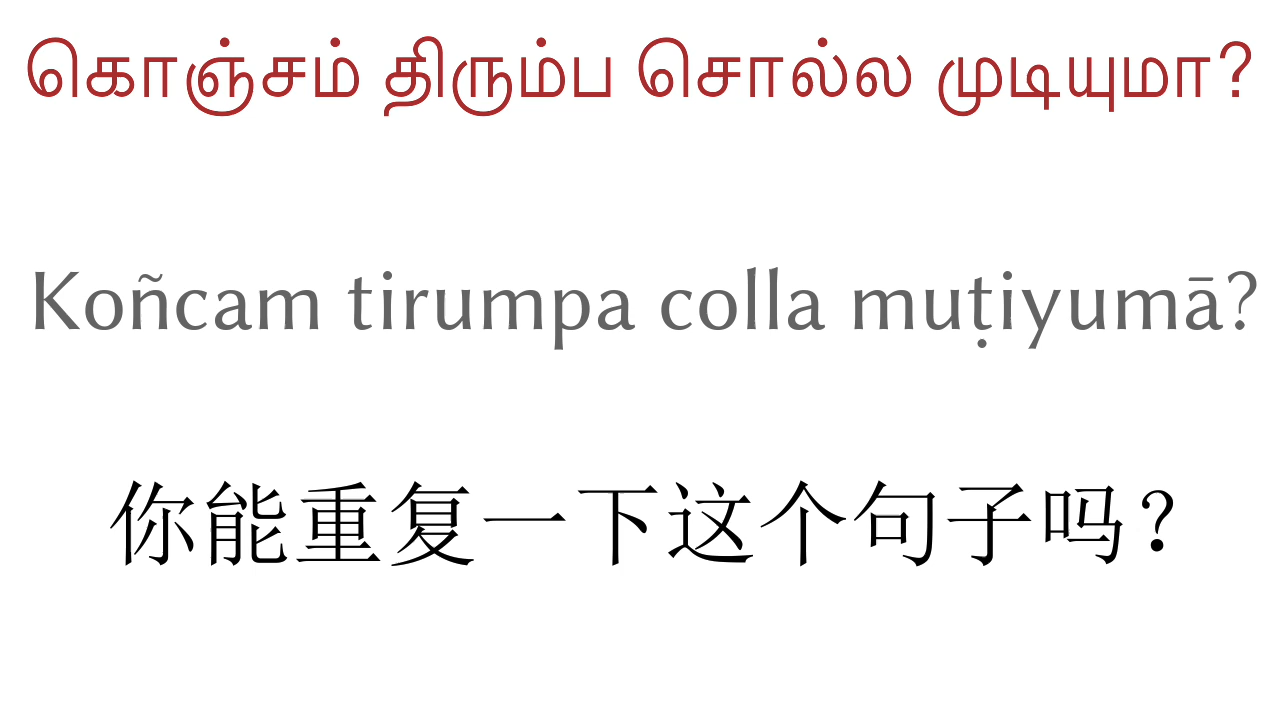 கொஞ்சம் திரும்ப சொல்ல முடியுமா?
Koñcam tirumpa colla muṭiyumā?
你能重复一下这个句子吗？